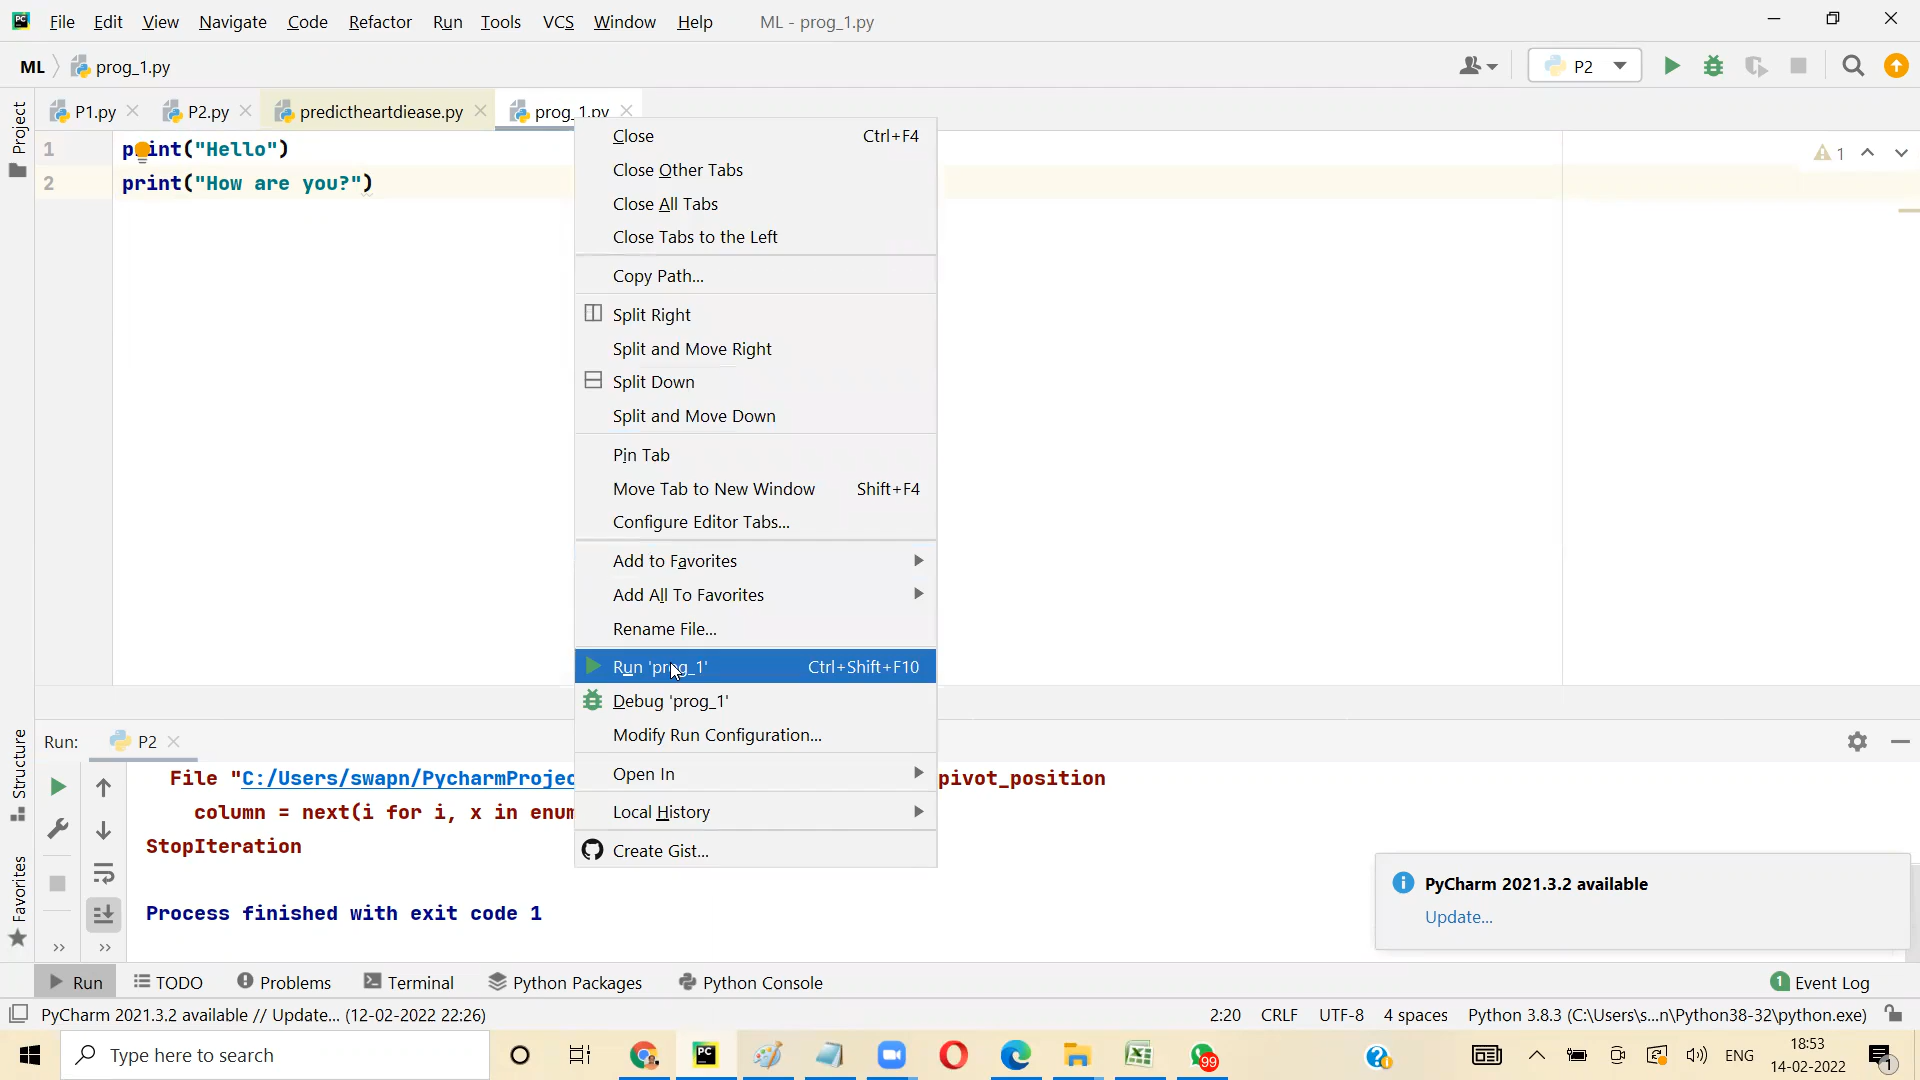 PC File Edit View Navigate Code Refactor Run Tools VCS Window Help ML - prog_1.py
ML prog_1.py P2
P1.py P2.py predictheartdiease.py prog_1.py
Project
1 print("Hello") 1
2 print("How are you?")
Close Ctrl+F4
Close Other Tabs
Close All Tabs
Close Tabs to the Left
Copy Path...
Split Right
Split and Move Right
Split Down
Split and Move Down
Pin Tab
Move Tab to New Window Shift+F4
Configure Editor Tabs...
Add to Favorites
Add All To Favorites
Rename File...
Run 'prog_1' Ctrl+Shift+F10
Debug 'prog_1'
Modify Run Configuration...
Open In
Local History
Create Gist...
Structure
Favorites
Run: P2
File "C:/Users/swapn/PycharmProjec pivot_position
column = next(i for i, x in enum
StopIteration
Process finished with exit code 1
PyCharm 2021.3.2 available
Update...
Run TODO Problems Terminal Python Packages Python Console 1 Event Log
PyCharm 2021.3.2 available // Update... (12-02-2022 22:26) 2:20 CRLF UTF-8 4 spaces Python 3.8.3 (C:\Users\s...n\Python38-32\python.exe)
Type here to search PC 99 ENG 18:53
14-02-2022 1